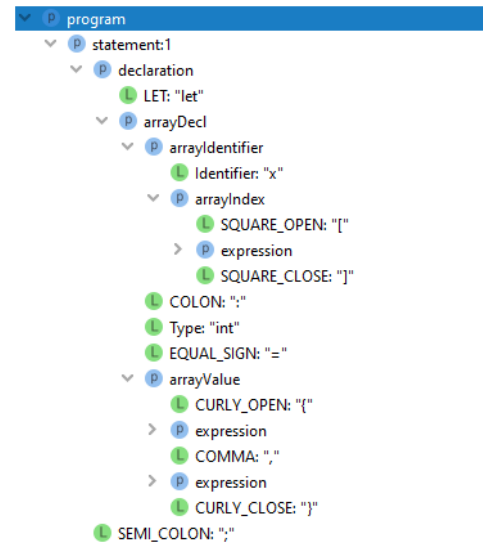 P program
P statement:1
P declaration
L LET: "let"
P arrayDecl
P arrayIdentifier
L Identifier: "x"
P arrayIndex
L SQUARE_OPEN: "["
P expression
L SQUARE_CLOSE: "]"
L COLON: ":"
L Type: "int"
L EQUAL_SIGN: "="
P arrayValue
L CURLY_OPEN: "{"
P expression
L COMMA: ","
P expression
L CURLY_CLOSE: "}"
L SEMI_COLON: ";"